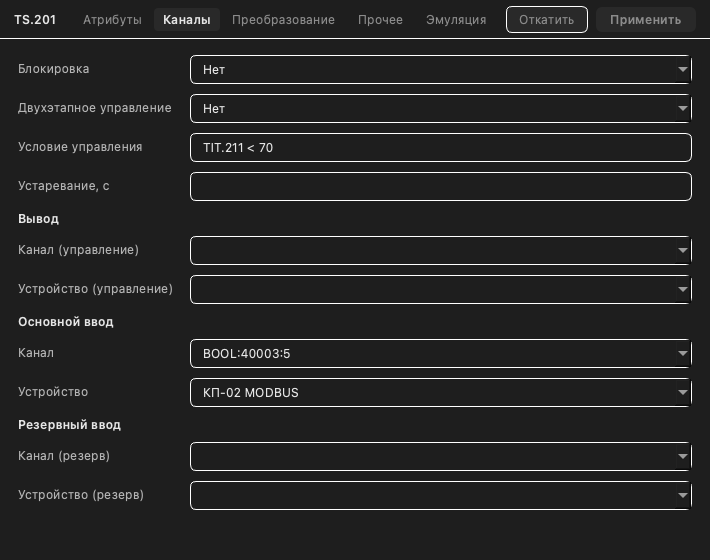 TS.201 Атрибуты Каналы Преобразование Прочее Эмуляция Откатить Применить
Блокировка Нет
Двухэтапное управление Нет
Условие управления TIT.211 < 70
Устаревание, с
Вывод
Канал (управление)
Устройство (управление)
Основной ввод
Канал BOOL:40003:5
Устройство КП-02 MODBUS
Резервный ввод
Канал (резерв)
Устройство (резерв)